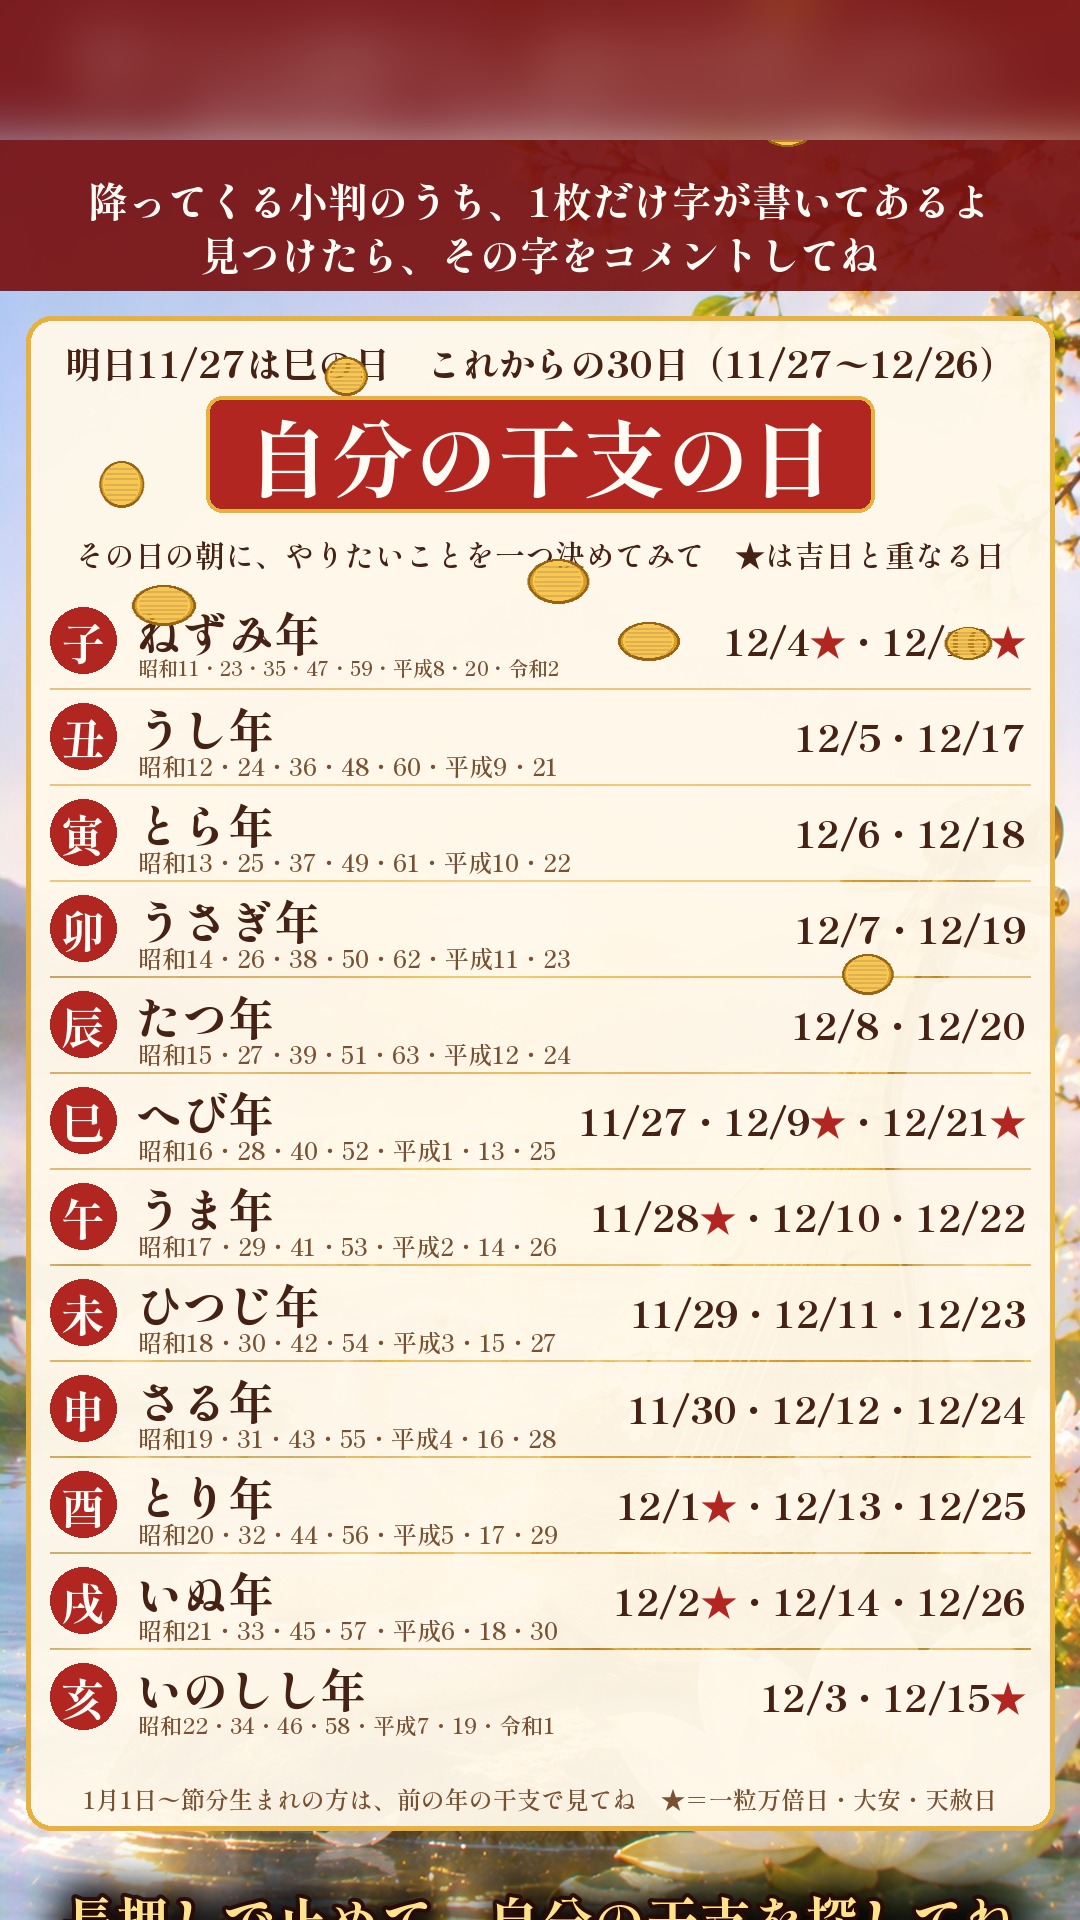 降ってくる小判のうち、1枚だけ字が書いてあるよ
見つけたら、その字をコメントしてね
明日11/27は巳の日　これからの30日（11/27〜12/26）
自分の干支の日
その日の朝に、やりたいことを一つ決めてみて　★は吉日と重なる日
子 ねずみ年 12/4★・12/16★
昭和11・23・35・47・59・平成8・20・令和2
丑 うし年 12/5・12/17
昭和12・24・36・48・60・平成9・21
寅 とら年 12/6・12/18
昭和13・25・37・49・61・平成10・22
卯 うさぎ年 12/7・12/19
昭和14・26・38・50・62・平成11・23
辰 たつ年 12/8・12/20
昭和15・27・39・51・63・平成12・24
巳 へび年 11/27・12/9★・12/21★
昭和16・28・40・52・平成1・13・25
午 うま年 11/28★・12/10・12/22
昭和17・29・41・53・平成2・14・26
未 ひつじ年 11/29・12/11・12/23
昭和18・30・42・54・平成3・15・27
申 さる年 11/30・12/12・12/24
昭和19・31・43・55・平成4・16・28
酉 とり年 12/1★・12/13・12/25
昭和20・32・44・56・平成5・17・29
戌 いぬ年 12/2★・12/14・12/26
昭和21・33・45・57・平成6・18・30
亥 いのしし年 12/3・12/15★
昭和22・34・46・58・平成7・19・令和1
1月1日〜節分生まれの方は、前の年の干支で見てね　★＝一粒万倍日・大安・天赦日
長押しで止めて、自分の干支を探してね